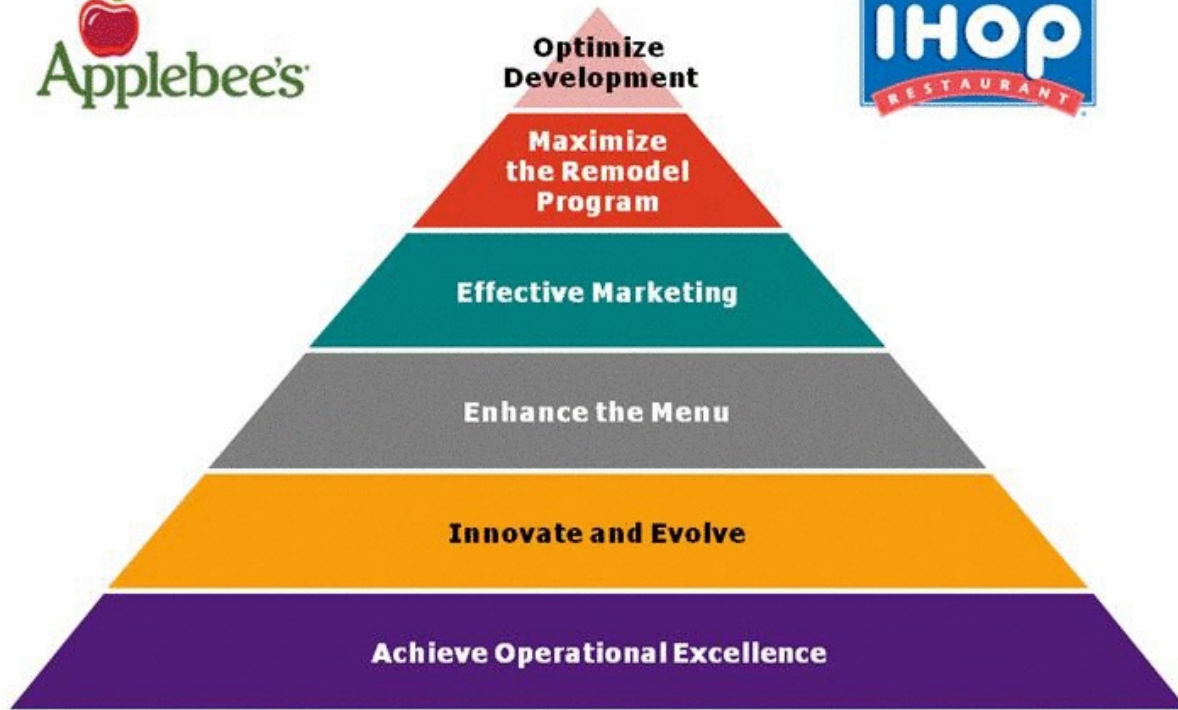 Applebee's
IHOP
RESTAURANT
Optimize
Development
Maximize
the Remodel
Program
Effective Marketing
Enhance the Menu
Innovate and Evolve
Achieve Operational Excellence